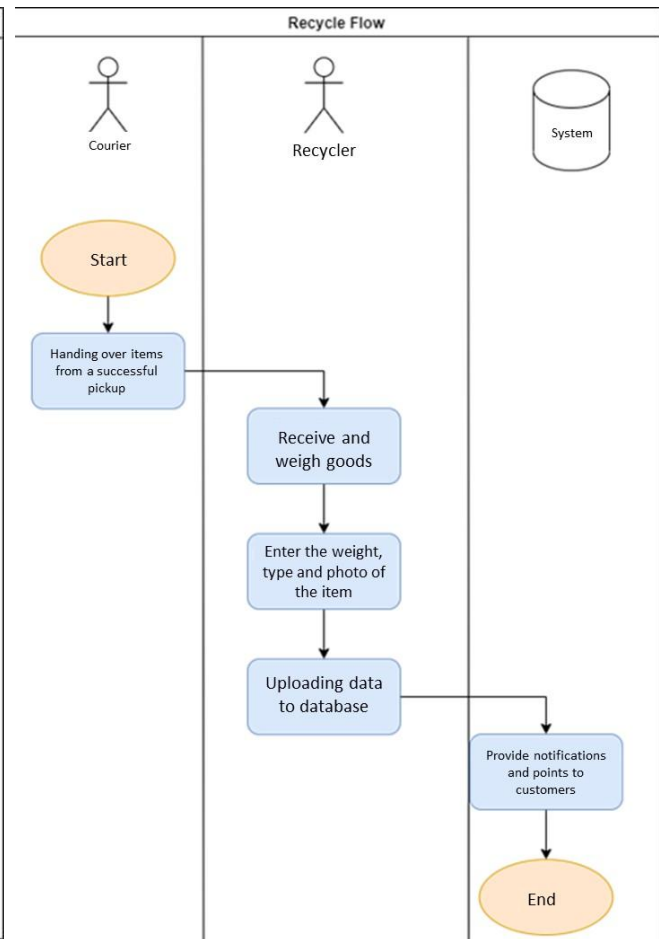 Recycle Flow
Courier
Recycler
System
Start
Handing over items
from a successful
pickup
Receive and
weigh goods
Enter the weight,
type and photo of
the item
Uploading data
to database
Provide notifications
and points to
customers
End